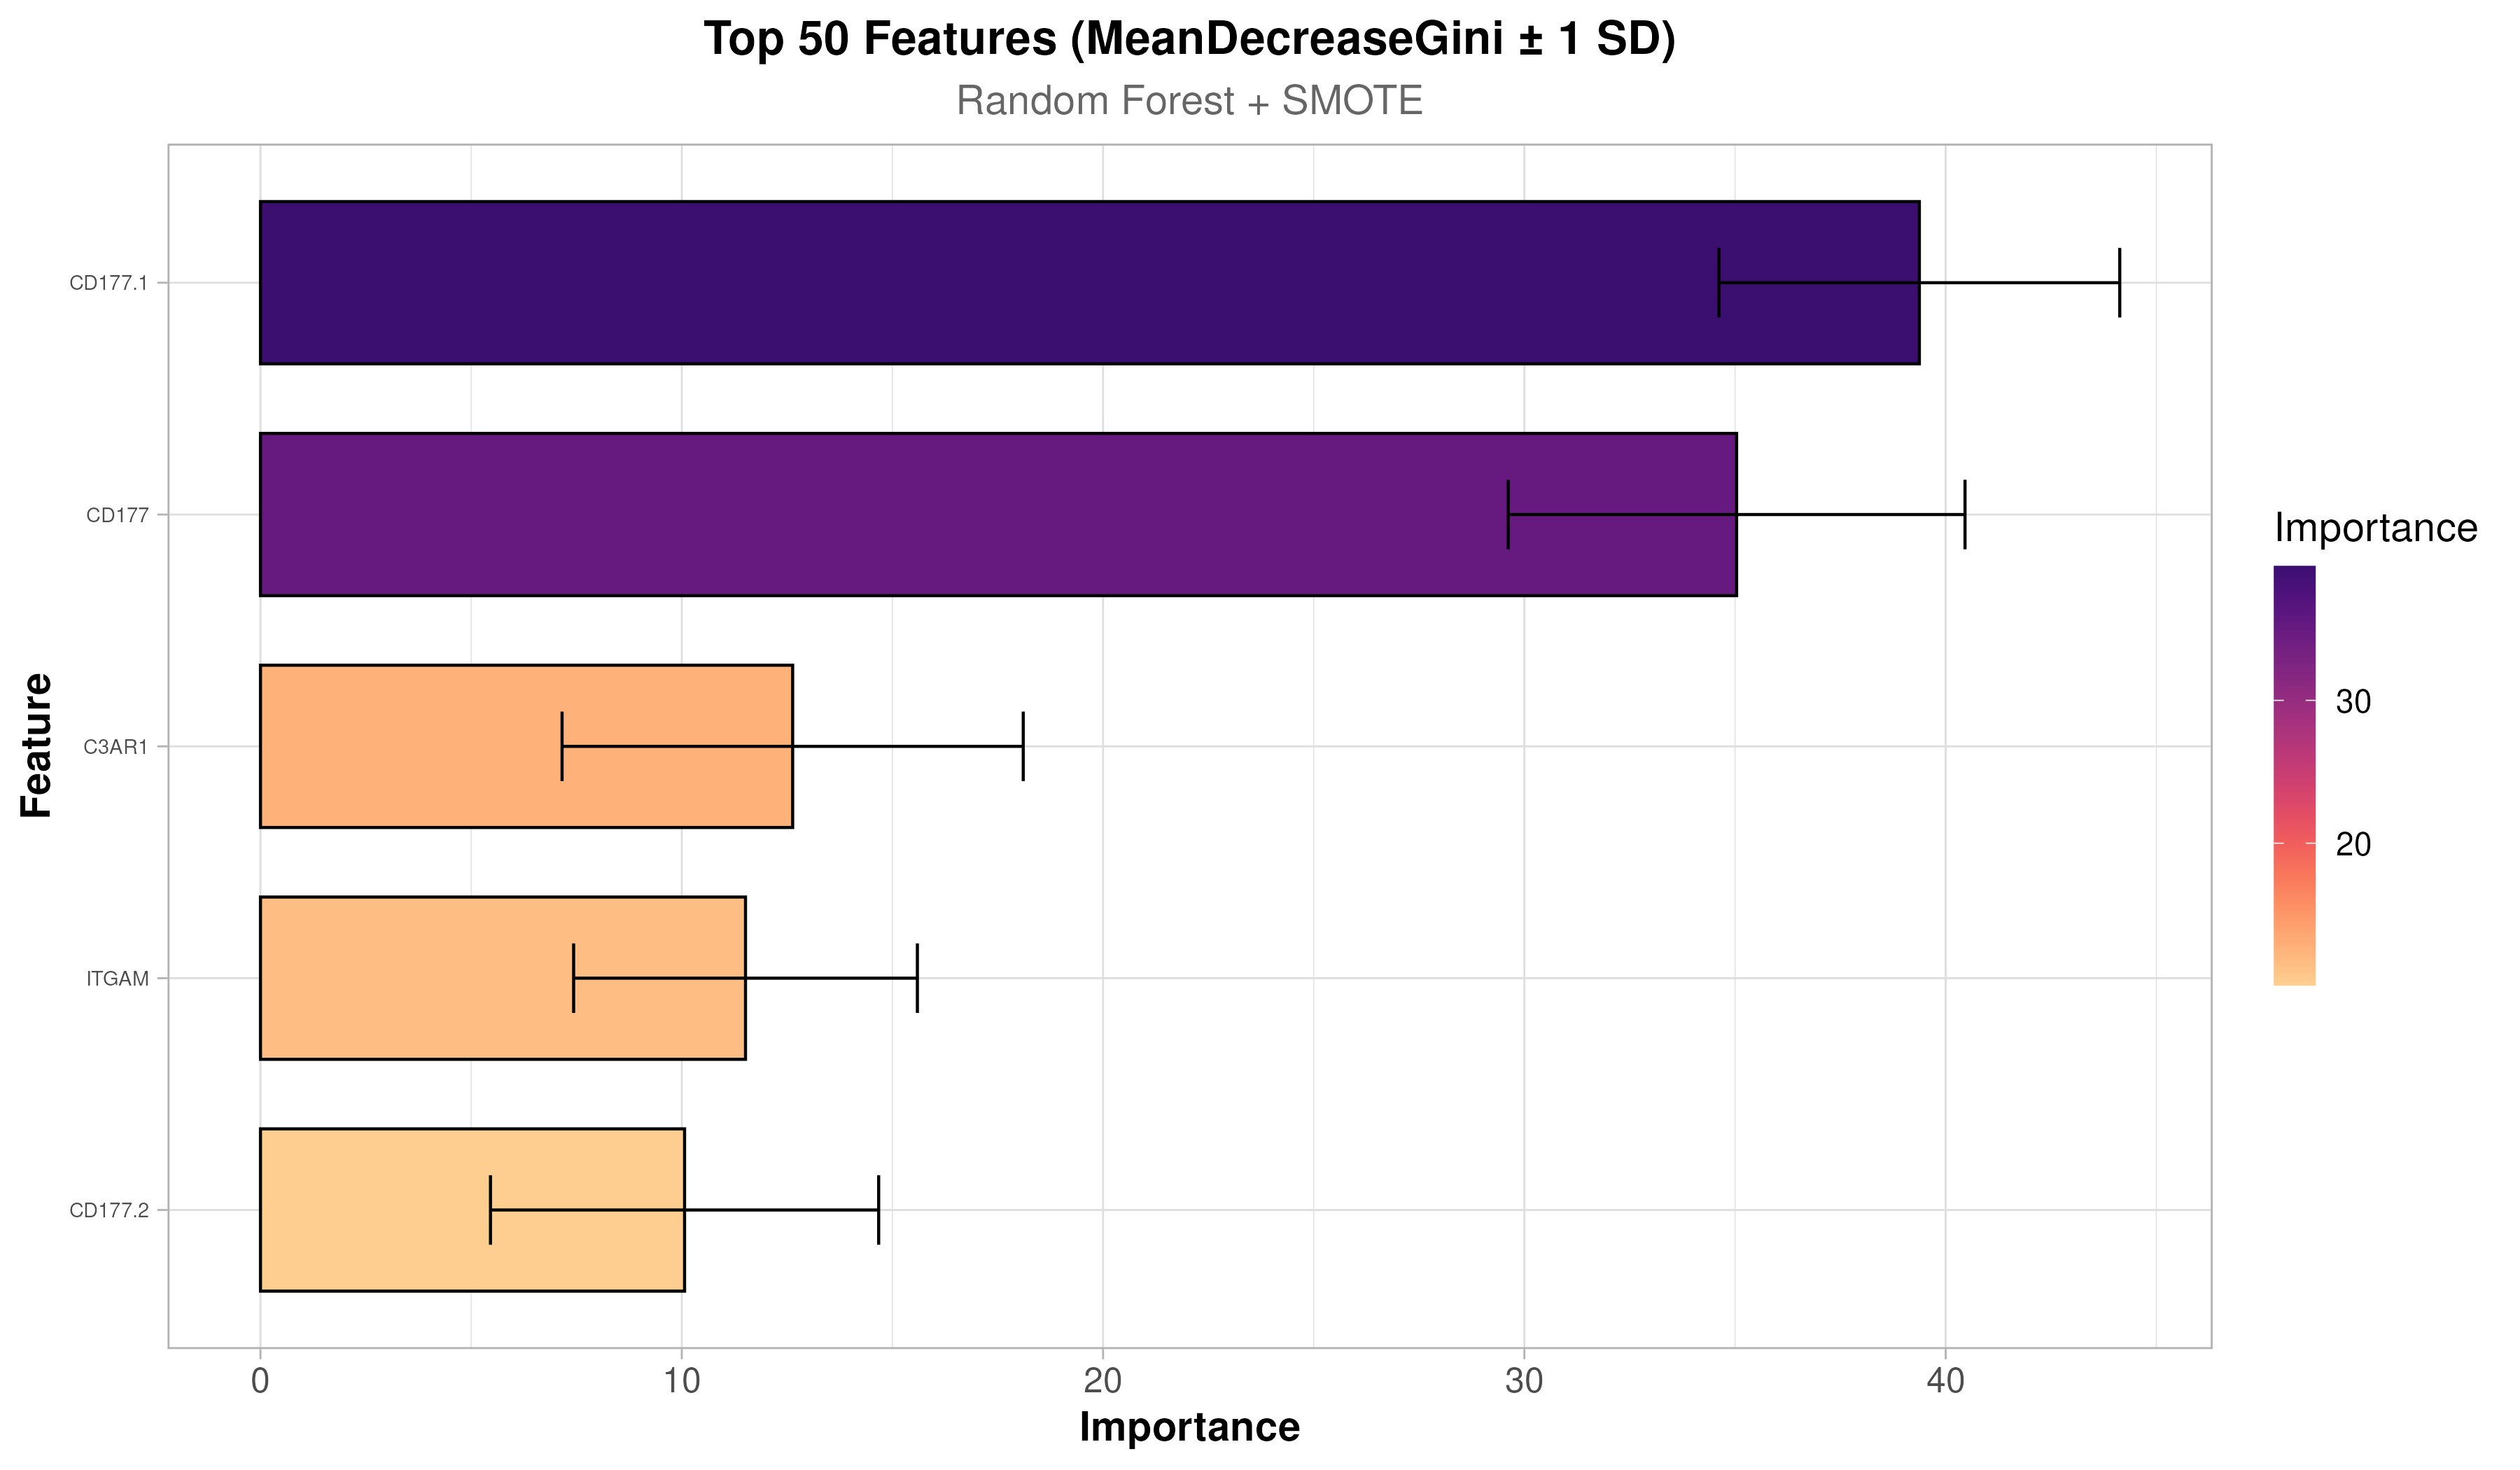 Top 50 Features (MeanDecreaseGini ± 1 SD)
Random Forest + SMOTE
Feature
CD177.1
CD177
C3AR1
ITGAM
CD177.2
0 10 20 30 40
Importance
Importance
30
20